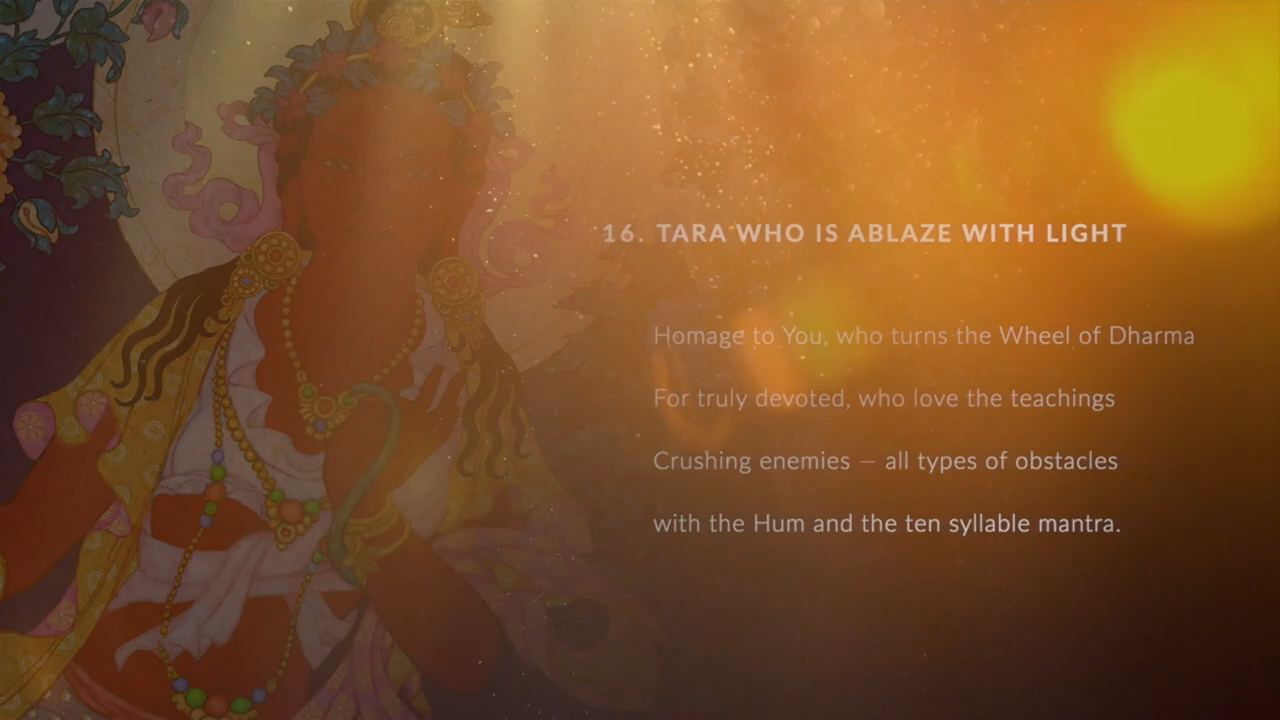 16. TARA WHO IS ABLAZE WITH LIGHT
Homage to You, who turns the Wheel of Dharma
For truly devoted, who love the teachings
Crushing enemies – all types of obstacles
with the Hum and the ten syllable mantra.